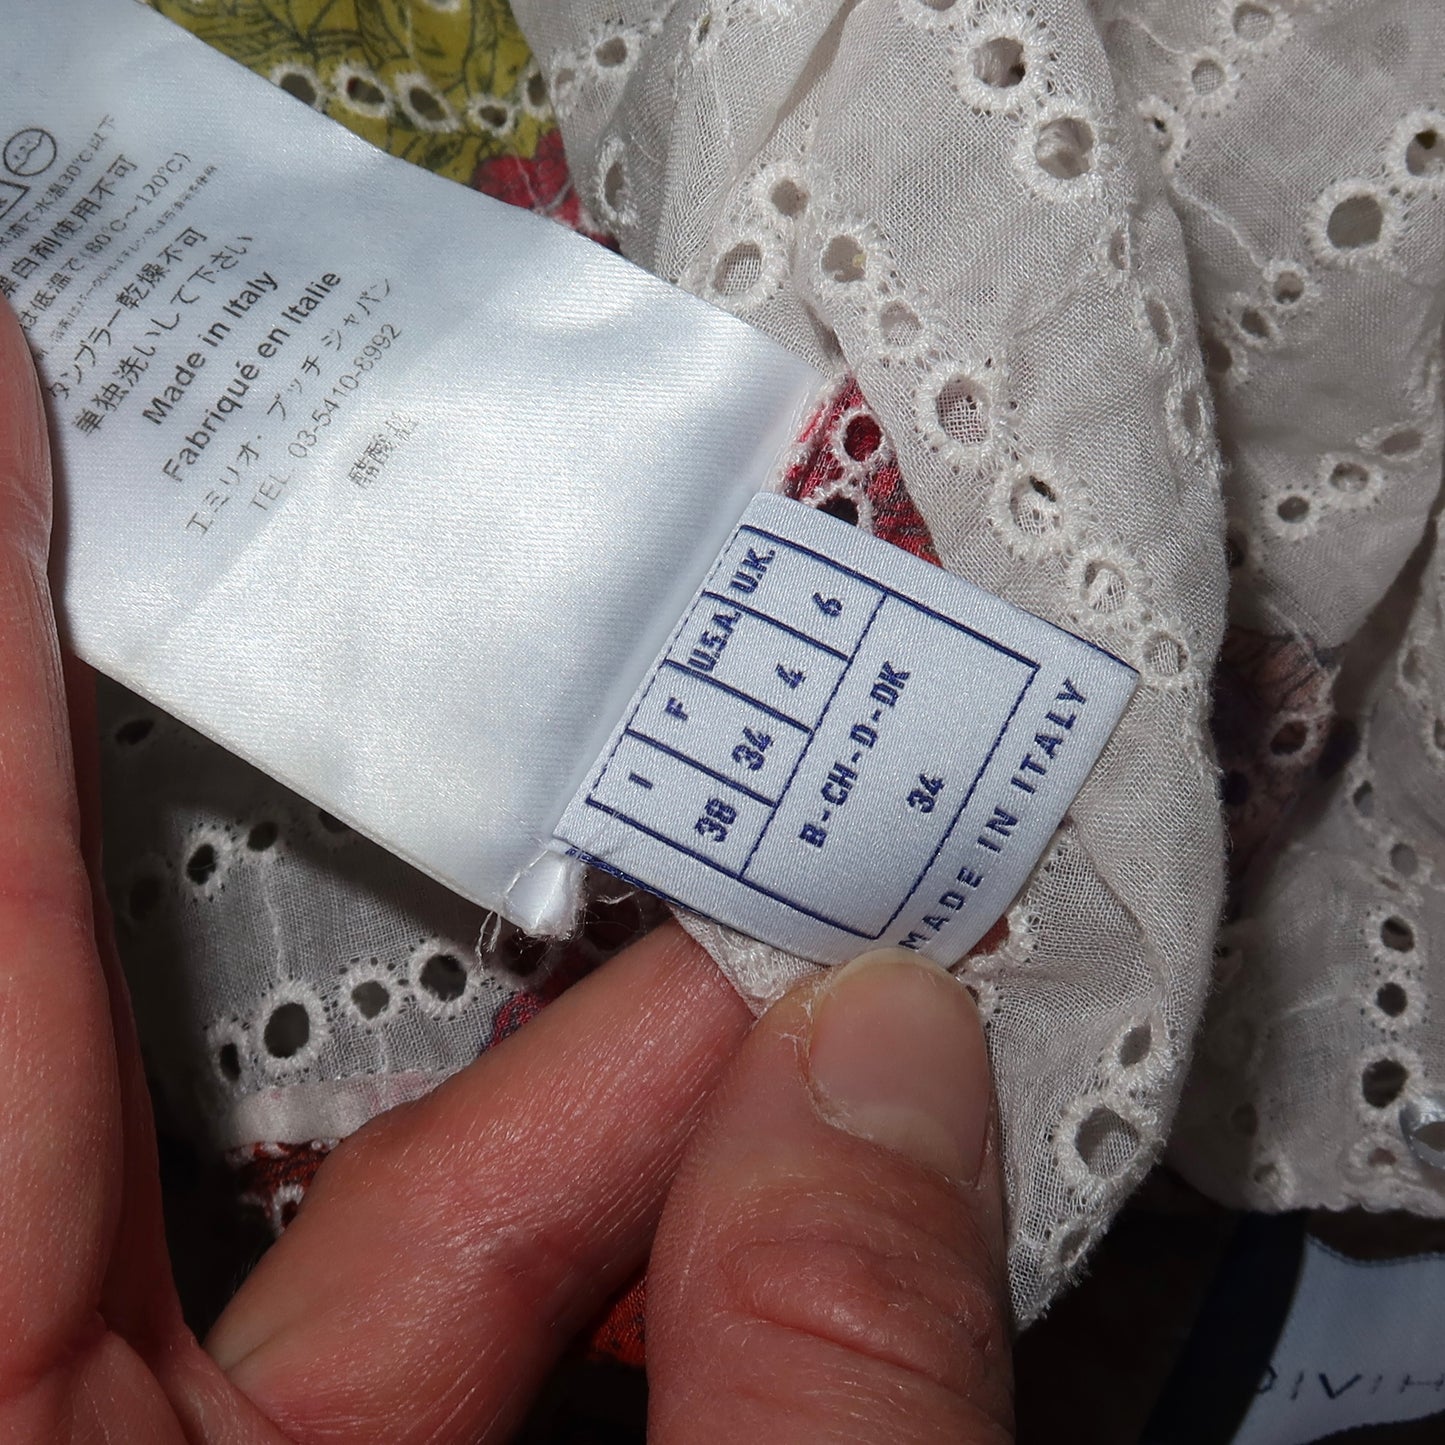 水温30℃以下
白剤使用不可
低温で(80℃~120℃)
タンブラー乾燥不可
単独洗いして下さい
Made in Italy
Fabriqué en Italie
エミリオ・プッチ ジャパン
TEL 03-5410-8992
I F U.S.A. U.K.
38 34 4 6
B-CH-D-DK
34
MADE IN ITALY